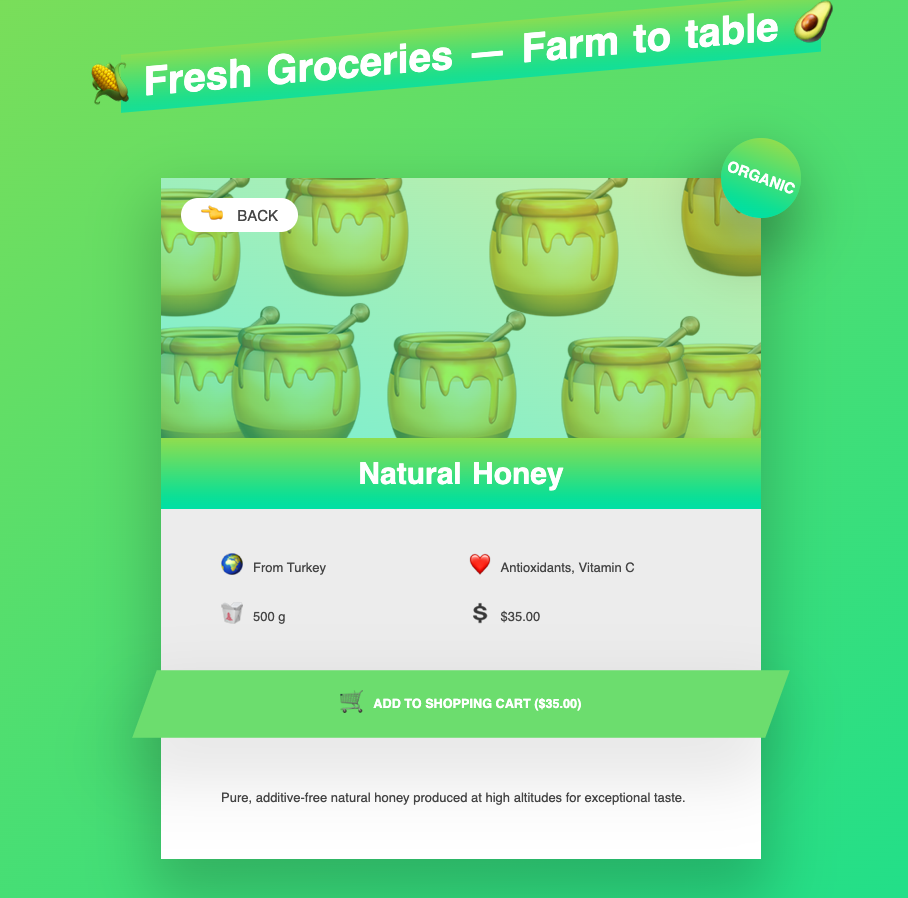 Fresh Groceries — Farm to table
ORGANIC
BACK
Natural Honey
From Turkey
Antioxidants, Vitamin C
500 g
$35.00
ADD TO SHOPPING CART ($35.00)
Pure, additive-free natural honey produced at high altitudes for exceptional taste.